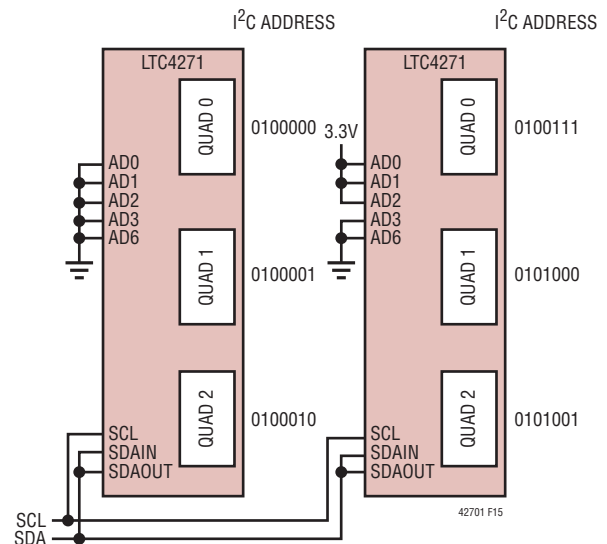 I²C ADDRESS
LTC4271
QUAD 0
0100000
AD0
AD1
AD2
AD3
AD6
QUAD 1
0100001
QUAD 2
0100010
SCL
SDAIN
SDAOUT
I²C ADDRESS
LTC4271
QUAD 0
0100111
3.3V
AD0
AD1
AD2
AD3
AD6
QUAD 1
0101000
QUAD 2
0101001
SCL
SDAIN
SDAOUT
42701 F15
SCL
SDA